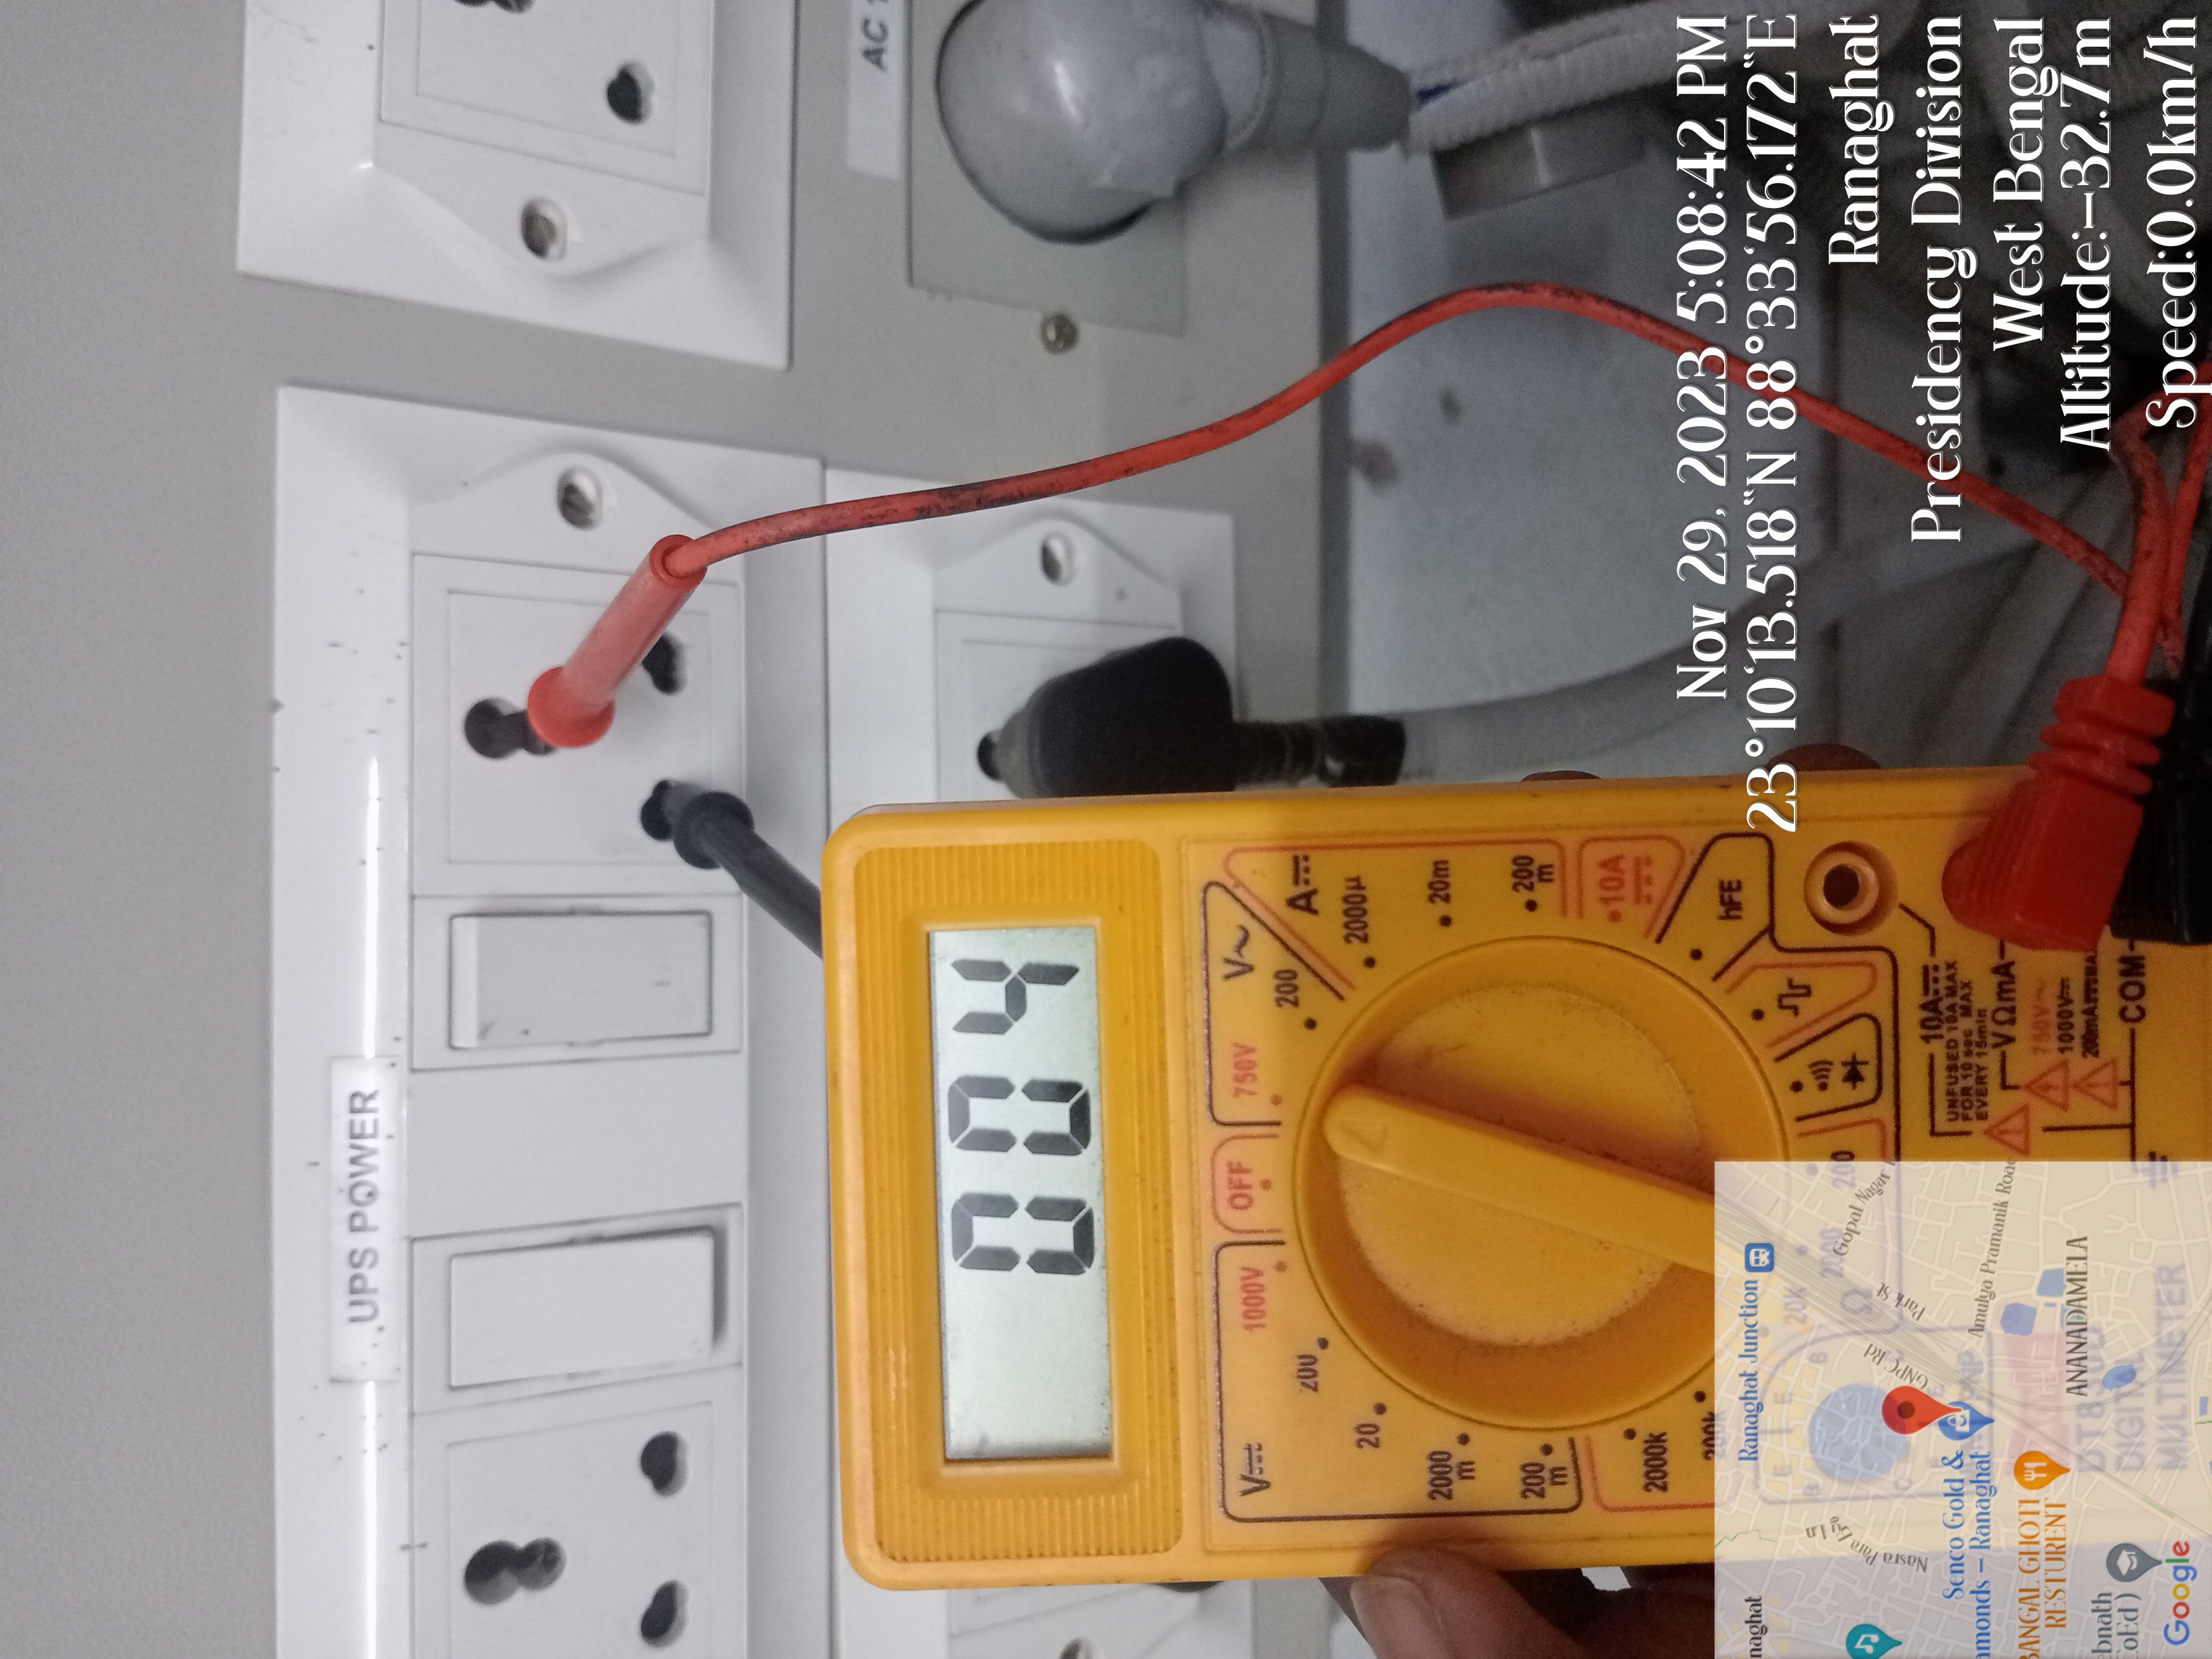 UPS POWER
AC
004
V
1000V
OFF
750V
V~
200
200
A
20
2000µ
2000
m
20m
200
m
200
m
10A
2000k
200k
hFE
20k
2000
200
Ω
10A
UNFUSED 10A MAX
FOR 10 sec MAX
EVERY 15min
VΩmA
750V~
1000V
200mA MAX
COM
DIGITAL
MULTIMETER
naghat
Ranaghat Junction
Nasra Para
GNPC Rd
Park St
Gopal Nagar
Senco Gold &
amonds – Ranaghat
Amulya Pramanik Road
BANGAL GHOTI
RESTURENT
ANANADAMELA
ebnath
CoEd )
Google
Nov 29, 2023 5:08:42 PM
23°10'13.518"N 88°33'56.172"E
Ranaghat
Presidency Division
West Bengal
Altitude:-32.7m
Speed:0.0km/h